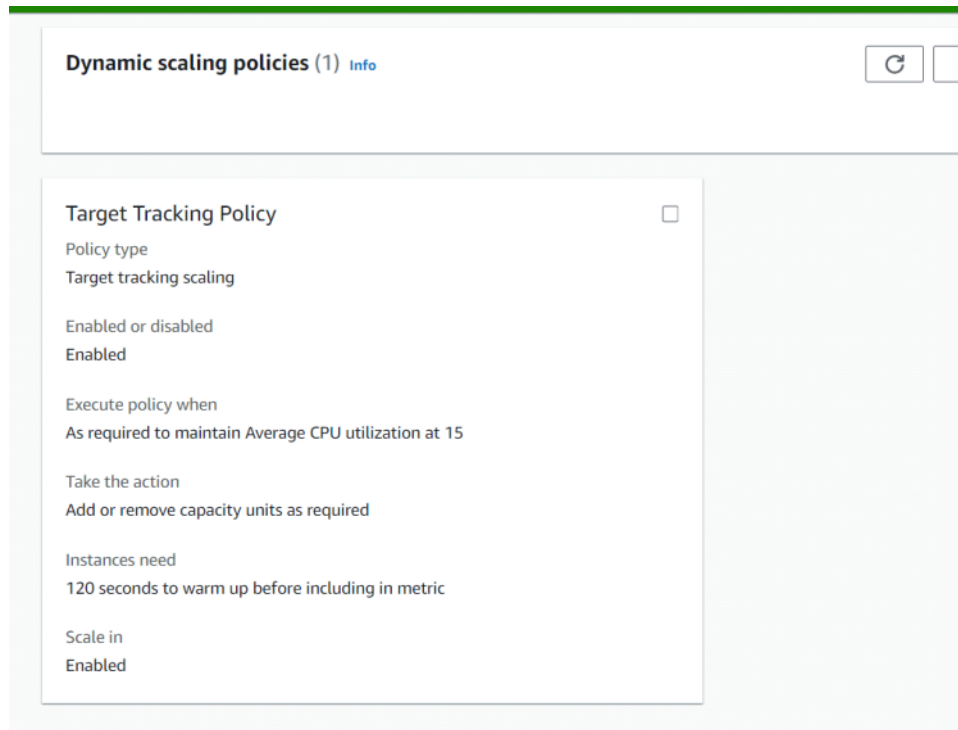 Dynamic scaling policies (1) Info
Target Tracking Policy
Policy type
Target tracking scaling
Enabled or disabled
Enabled
Execute policy when
As required to maintain Average CPU utilization at 15
Take the action
Add or remove capacity units as required
Instances need
120 seconds to warm up before including in metric
Scale in
Enabled